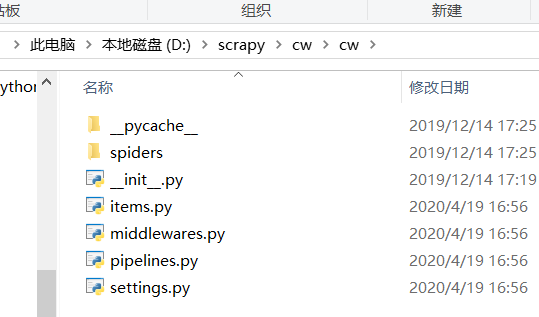 贴板 组织 新建
此电脑 > 本地磁盘 (D:) > scrapy > cw > cw >
ython
名称 修改日期
__pycache__ 2019/12/14 17:25
spiders 2019/12/14 17:25
__init__.py 2019/12/14 17:19
items.py 2020/4/19 16:56
middlewares.py 2020/4/19 16:56
pipelines.py 2020/4/19 16:56
settings.py 2020/4/19 16:56